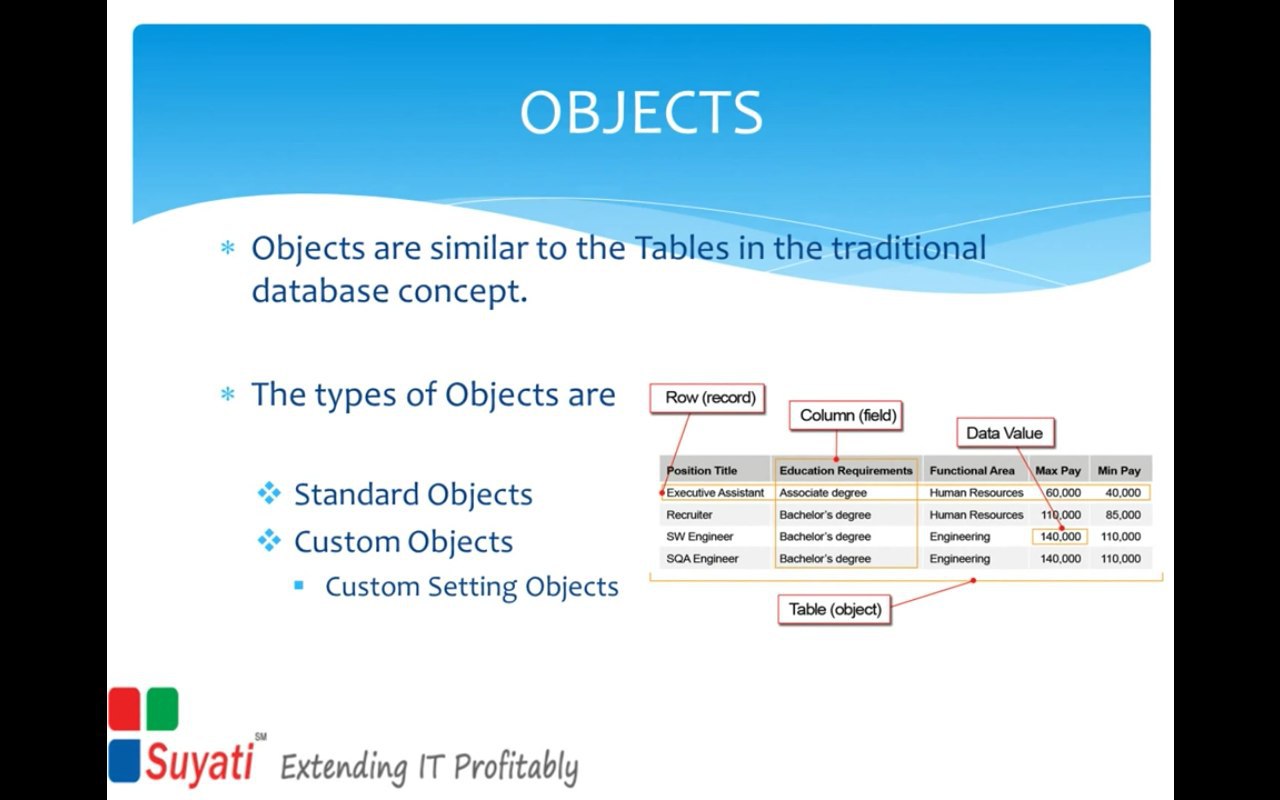 OBJECTS
* Objects are similar to the Tables in the traditional
database concept.
* The types of Objects are
❖ Standard Objects
❖ Custom Objects
▪ Custom Setting Objects
Row (record)
Column (field)
Data Value
Position Title Education Requirements Functional Area Max Pay Min Pay
Executive Assistant Associate degree Human Resources 60,000 40,000
Recruiter Bachelor's degree Human Resources 110,000 85,000
SW Engineer Bachelor's degree Engineering 140,000 110,000
SQA Engineer Bachelor's degree Engineering 140,000 110,000
Table (object)
Suyati SM Extending IT Profitably